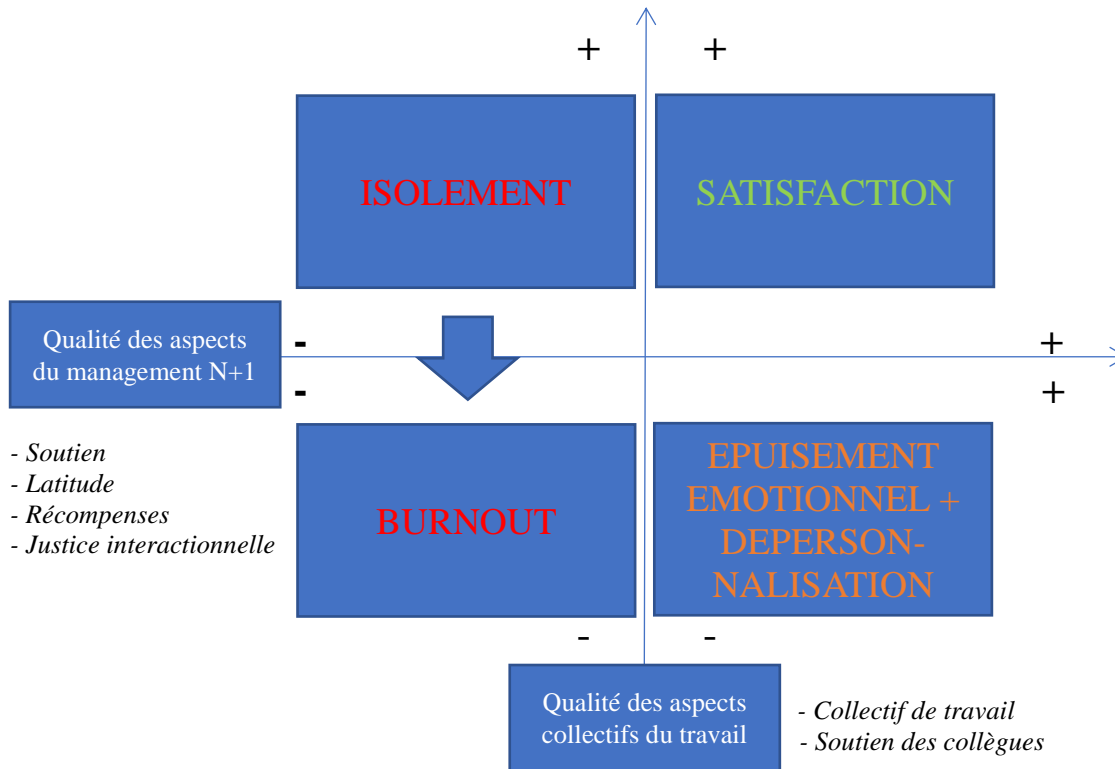 +
+
ISOLEMENT
SATISFACTION
Qualité des aspects
du management N+1
-
+
-
+
- Soutien
- Latitude
- Récompenses
- Justice interactionnelle
BURNOUT
EPUISEMENT
EMOTIONNEL +
DEPERSON-
NALISATION
-
-
Qualité des aspects
collectifs du travail
- Collectif de travail
- Soutien des collègues